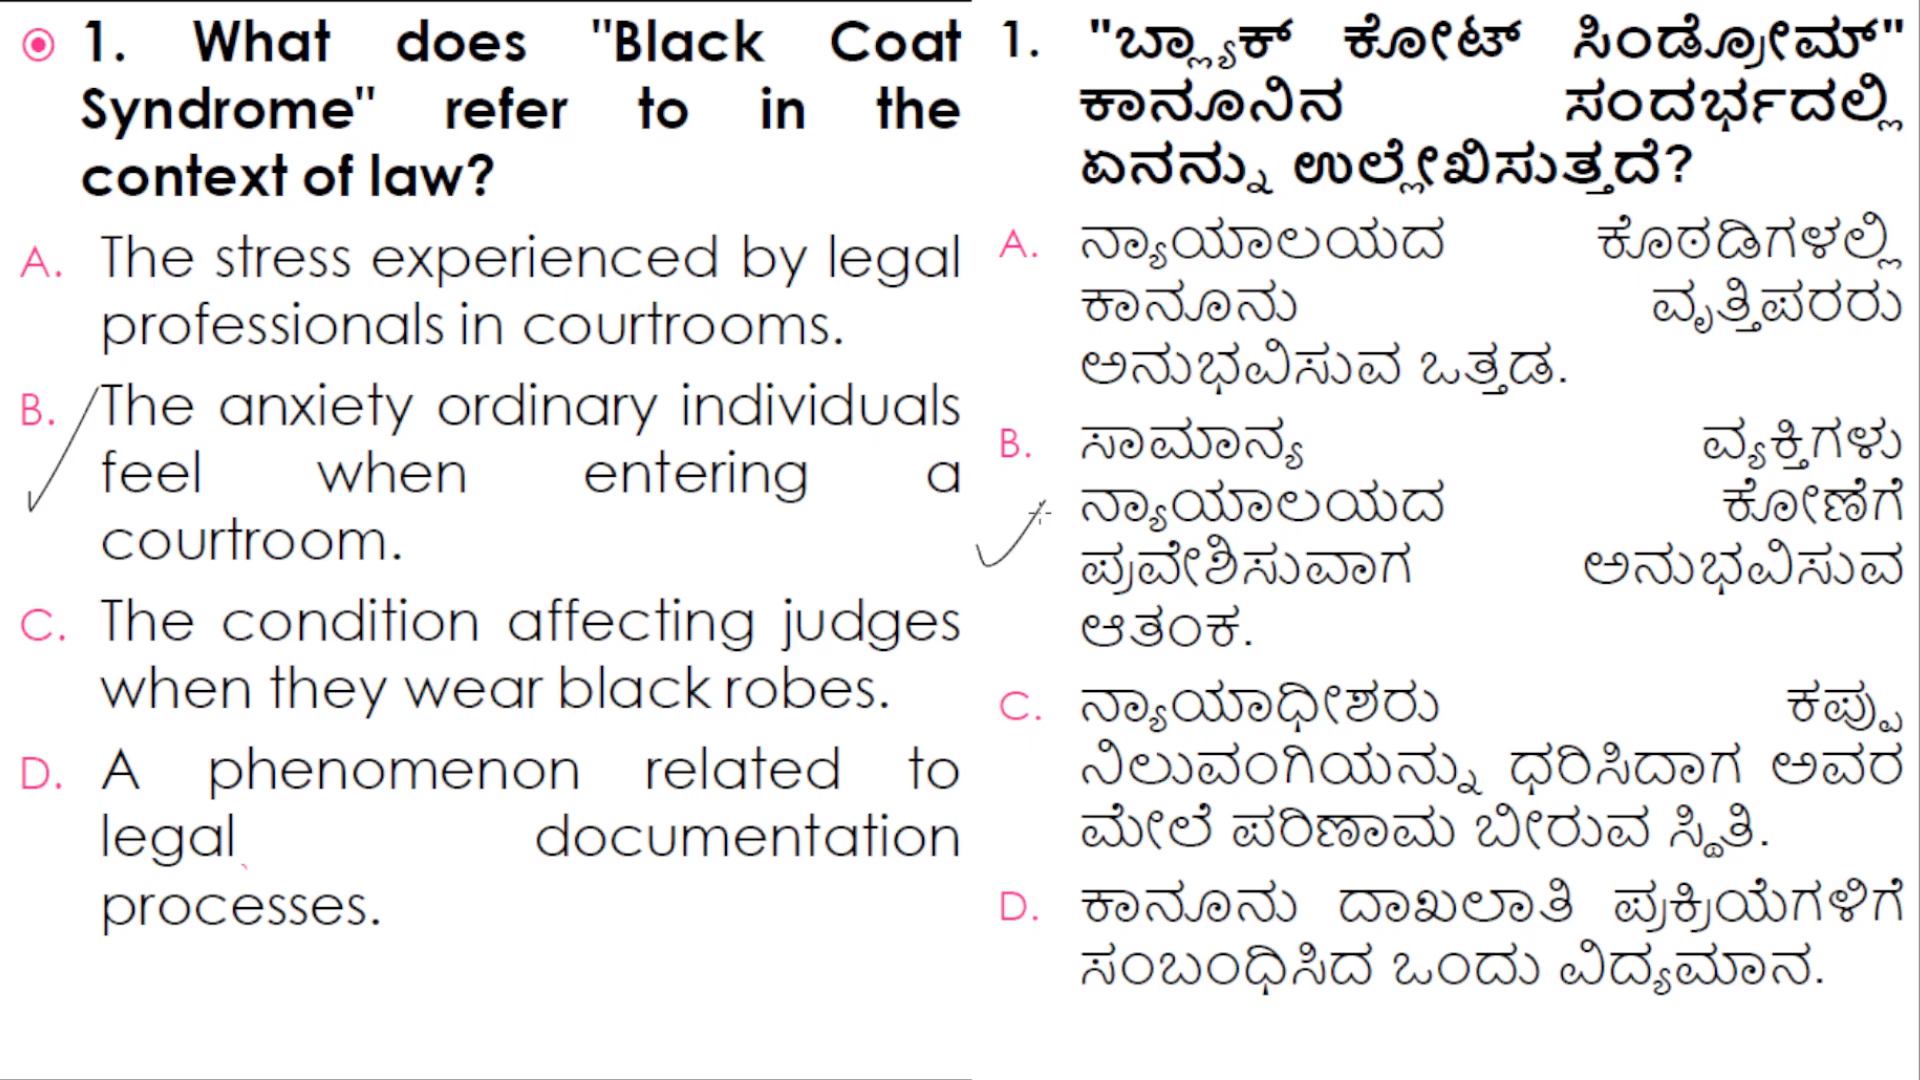 1. What does "Black Coat
Syndrome" refer to in the
context of law?
A. The stress experienced by legal
professionals in courtrooms.
B. The anxiety ordinary individuals
feel when entering a
courtroom.
C. The condition affecting judges
when they wear black robes.
D. A phenomenon related to
legal documentation
processes.
1. "ಬ್ಲ್ಯಾಕ್ ಕೋಟ್ ಸಿಂಡ್ರೋಮ್"
ಕಾನೂನಿನ ಸಂದರ್ಭದಲ್ಲಿ
ಏನನ್ನು ಉಲ್ಲೇಖಿಸುತ್ತದೆ?
A. ನ್ಯಾಯಾಲಯದ ಕೊಠಡಿಗಳಲ್ಲಿ
ಕಾನೂನು ವೃತ್ತಿಪರರು
ಅನುಭವಿಸುವ ಒತ್ತಡ.
B. ಸಾಮಾನ್ಯ ವ್ಯಕ್ತಿಗಳು
ನ್ಯಾಯಾಲಯದ ಕೋಣೆಗೆ
ಪ್ರವೇಶಿಸುವಾಗ ಅನುಭವಿಸುವ
ಆತಂಕ.
C. ನ್ಯಾಯಾಧೀಶರು ಕಪ್ಪು
ನಿಲುವಂಗಿಯನ್ನು ಧರಿಸಿದಾಗ ಅವರ
ಮೇಲೆ ಪರಿಣಾಮ ಬೀರುವ ಸ್ಥಿತಿ.
D. ಕಾನೂನು ದಾಖಲಾತಿ ಪ್ರಕ್ರಿಯೆಗಳಿಗೆ
ಸಂಬಂಧಿಸಿದ ಒಂದು ವಿದ್ಯಮಾನ.